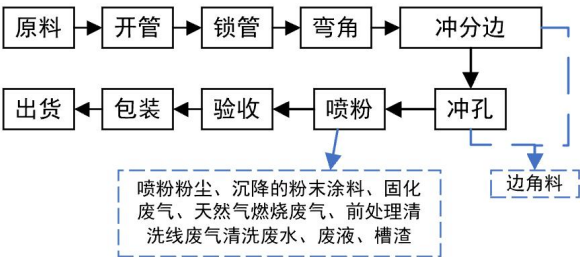 原料
开管
锁管
弯角
冲分边
出货
包装
验收
喷粉
冲孔
喷粉粉尘、沉降的粉末涂料、固化
废气、天然气燃烧废气、前处理清
洗线废气清洗废水、废液、槽渣
边角料